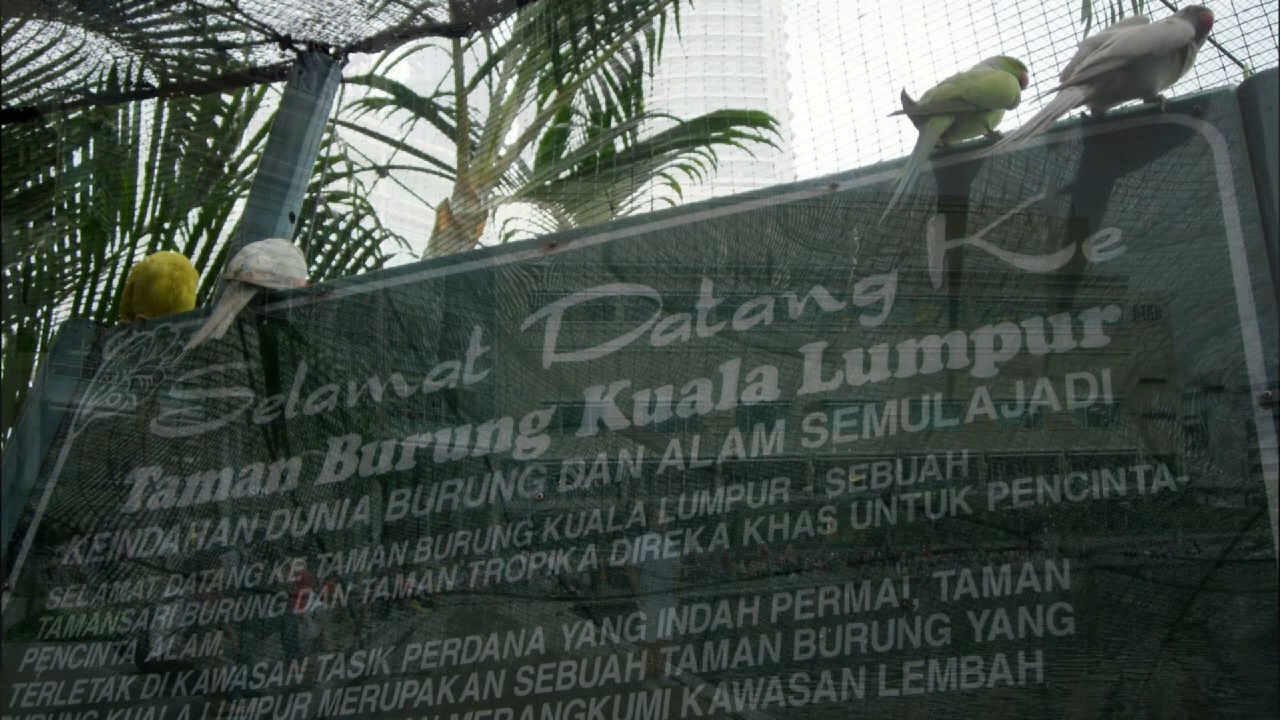 Selamat Datang Ke
Taman Burung Kuala Lumpur
KEINDAHAN DUNIA BURUNG DAN ALAM SEMULAJADI
SELAMAT DATANG KE TAMAN BURUNG KUALA LUMPUR - SEBUAH
TAMANSARI BURUNG DAN TAMAN TROPIKA DIREKA KHAS UNTUK PENCINTA-
PENCINTA ALAM.
TERLETAK DI KAWASAN TASIK PERDANA YANG INDAH PERMAI, TAMAN
BURUNG KUALA LUMPUR MERUPAKAN SEBUAH TAMAN BURUNG YANG
MERANGKUMI KAWASAN LEMBAH